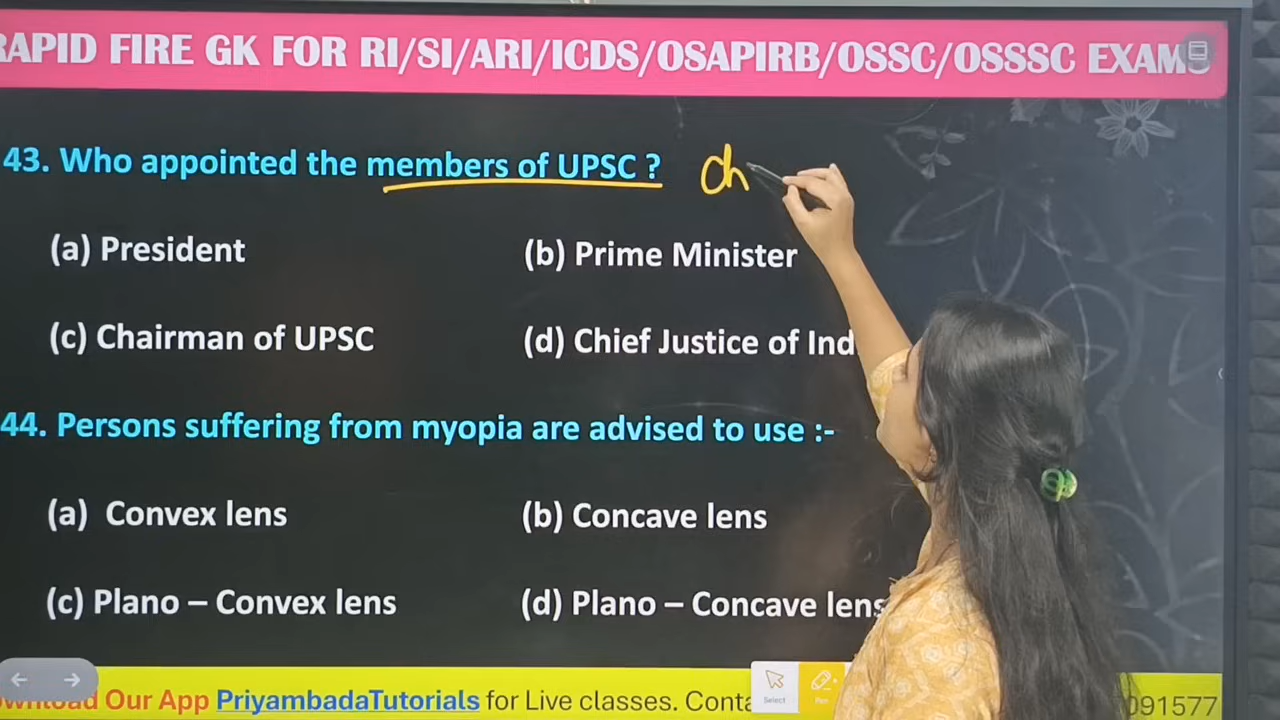 RAPID FIRE GK FOR RI/SI/ARI/ICDS/OSAPIRB/OSSC/OSSSC EXAMS
43. Who appointed the members of UPSC ? ch
(a) President (b) Prime Minister
(c) Chairman of UPSC (d) Chief Justice of Ind
44. Persons suffering from myopia are advised to use :-
(a) Convex lens (b) Concave lens
(c) Plano – Convex lens (d) Plano – Concave lens
Download Our App PriyambadaTutorials for Live classes. Conta 091577
Select Pen